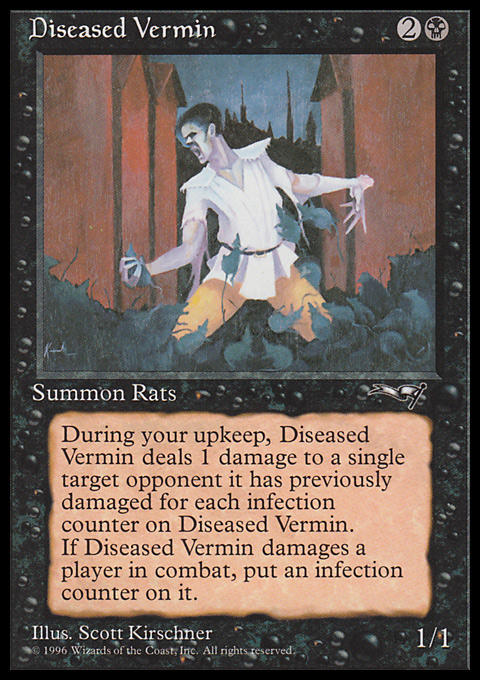 Diseased Vermin
2
Summon Rats
During your upkeep, Diseased
Vermin deals 1 damage to a single
target opponent it has previously
damaged for each infection
counter on Diseased Vermin.
If Diseased Vermin damages a
player in combat, put an infection
counter on it.
Illus. Scott Kirschner
1/1
© 1996 Wizards of the Coast, Inc. All rights reserved.